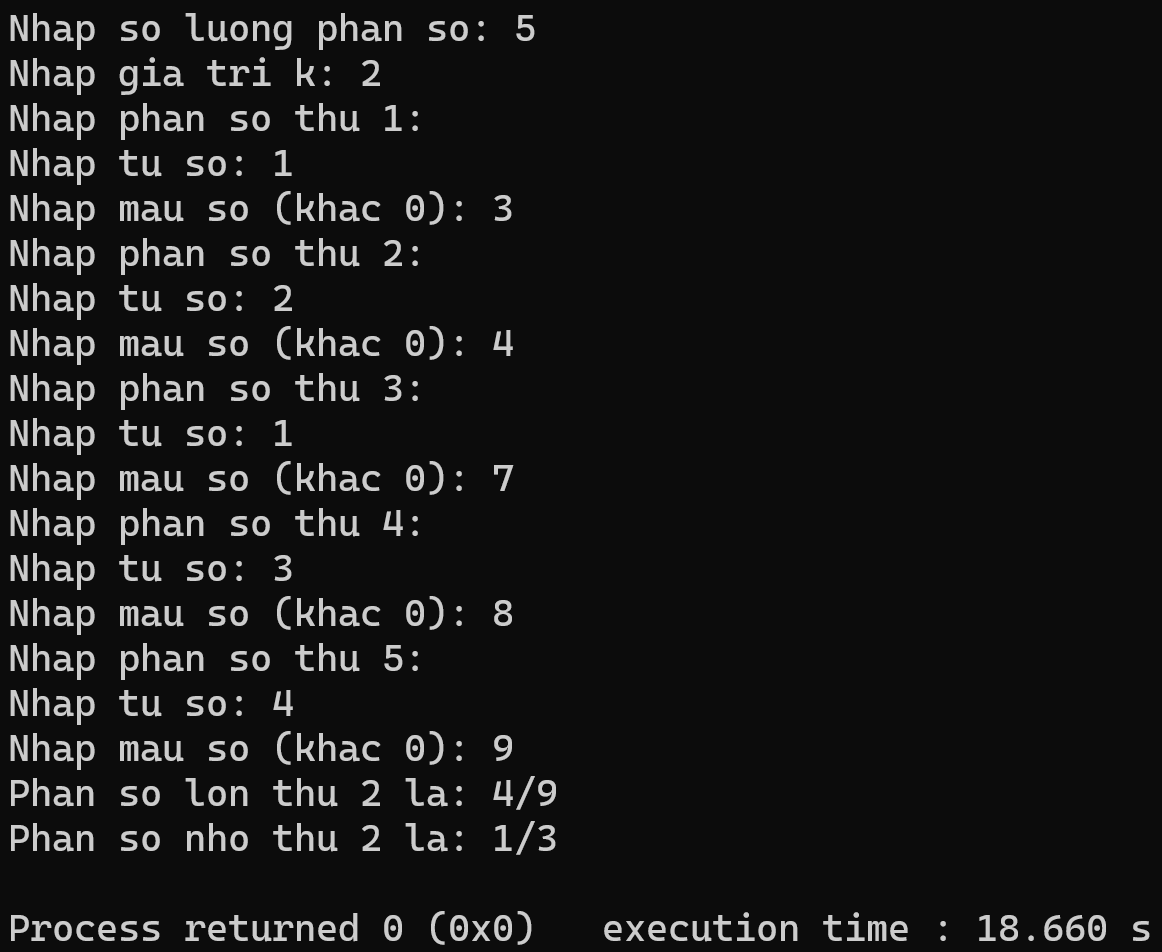 Nhap so luong phan so: 5
Nhap gia tri k: 2
Nhap phan so thu 1:
Nhap tu so: 1
Nhap mau so (khac 0): 3
Nhap phan so thu 2:
Nhap tu so: 2
Nhap mau so (khac 0): 4
Nhap phan so thu 3:
Nhap tu so: 1
Nhap mau so (khac 0): 7
Nhap phan so thu 4:
Nhap tu so: 3
Nhap mau so (khac 0): 8
Nhap phan so thu 5:
Nhap tu so: 4
Nhap mau so (khac 0): 9
Phan so lon thu 2 la: 4/9
Phan so nho thu 2 la: 1/3
Process returned 0 (0x0)   execution time : 18.660 s